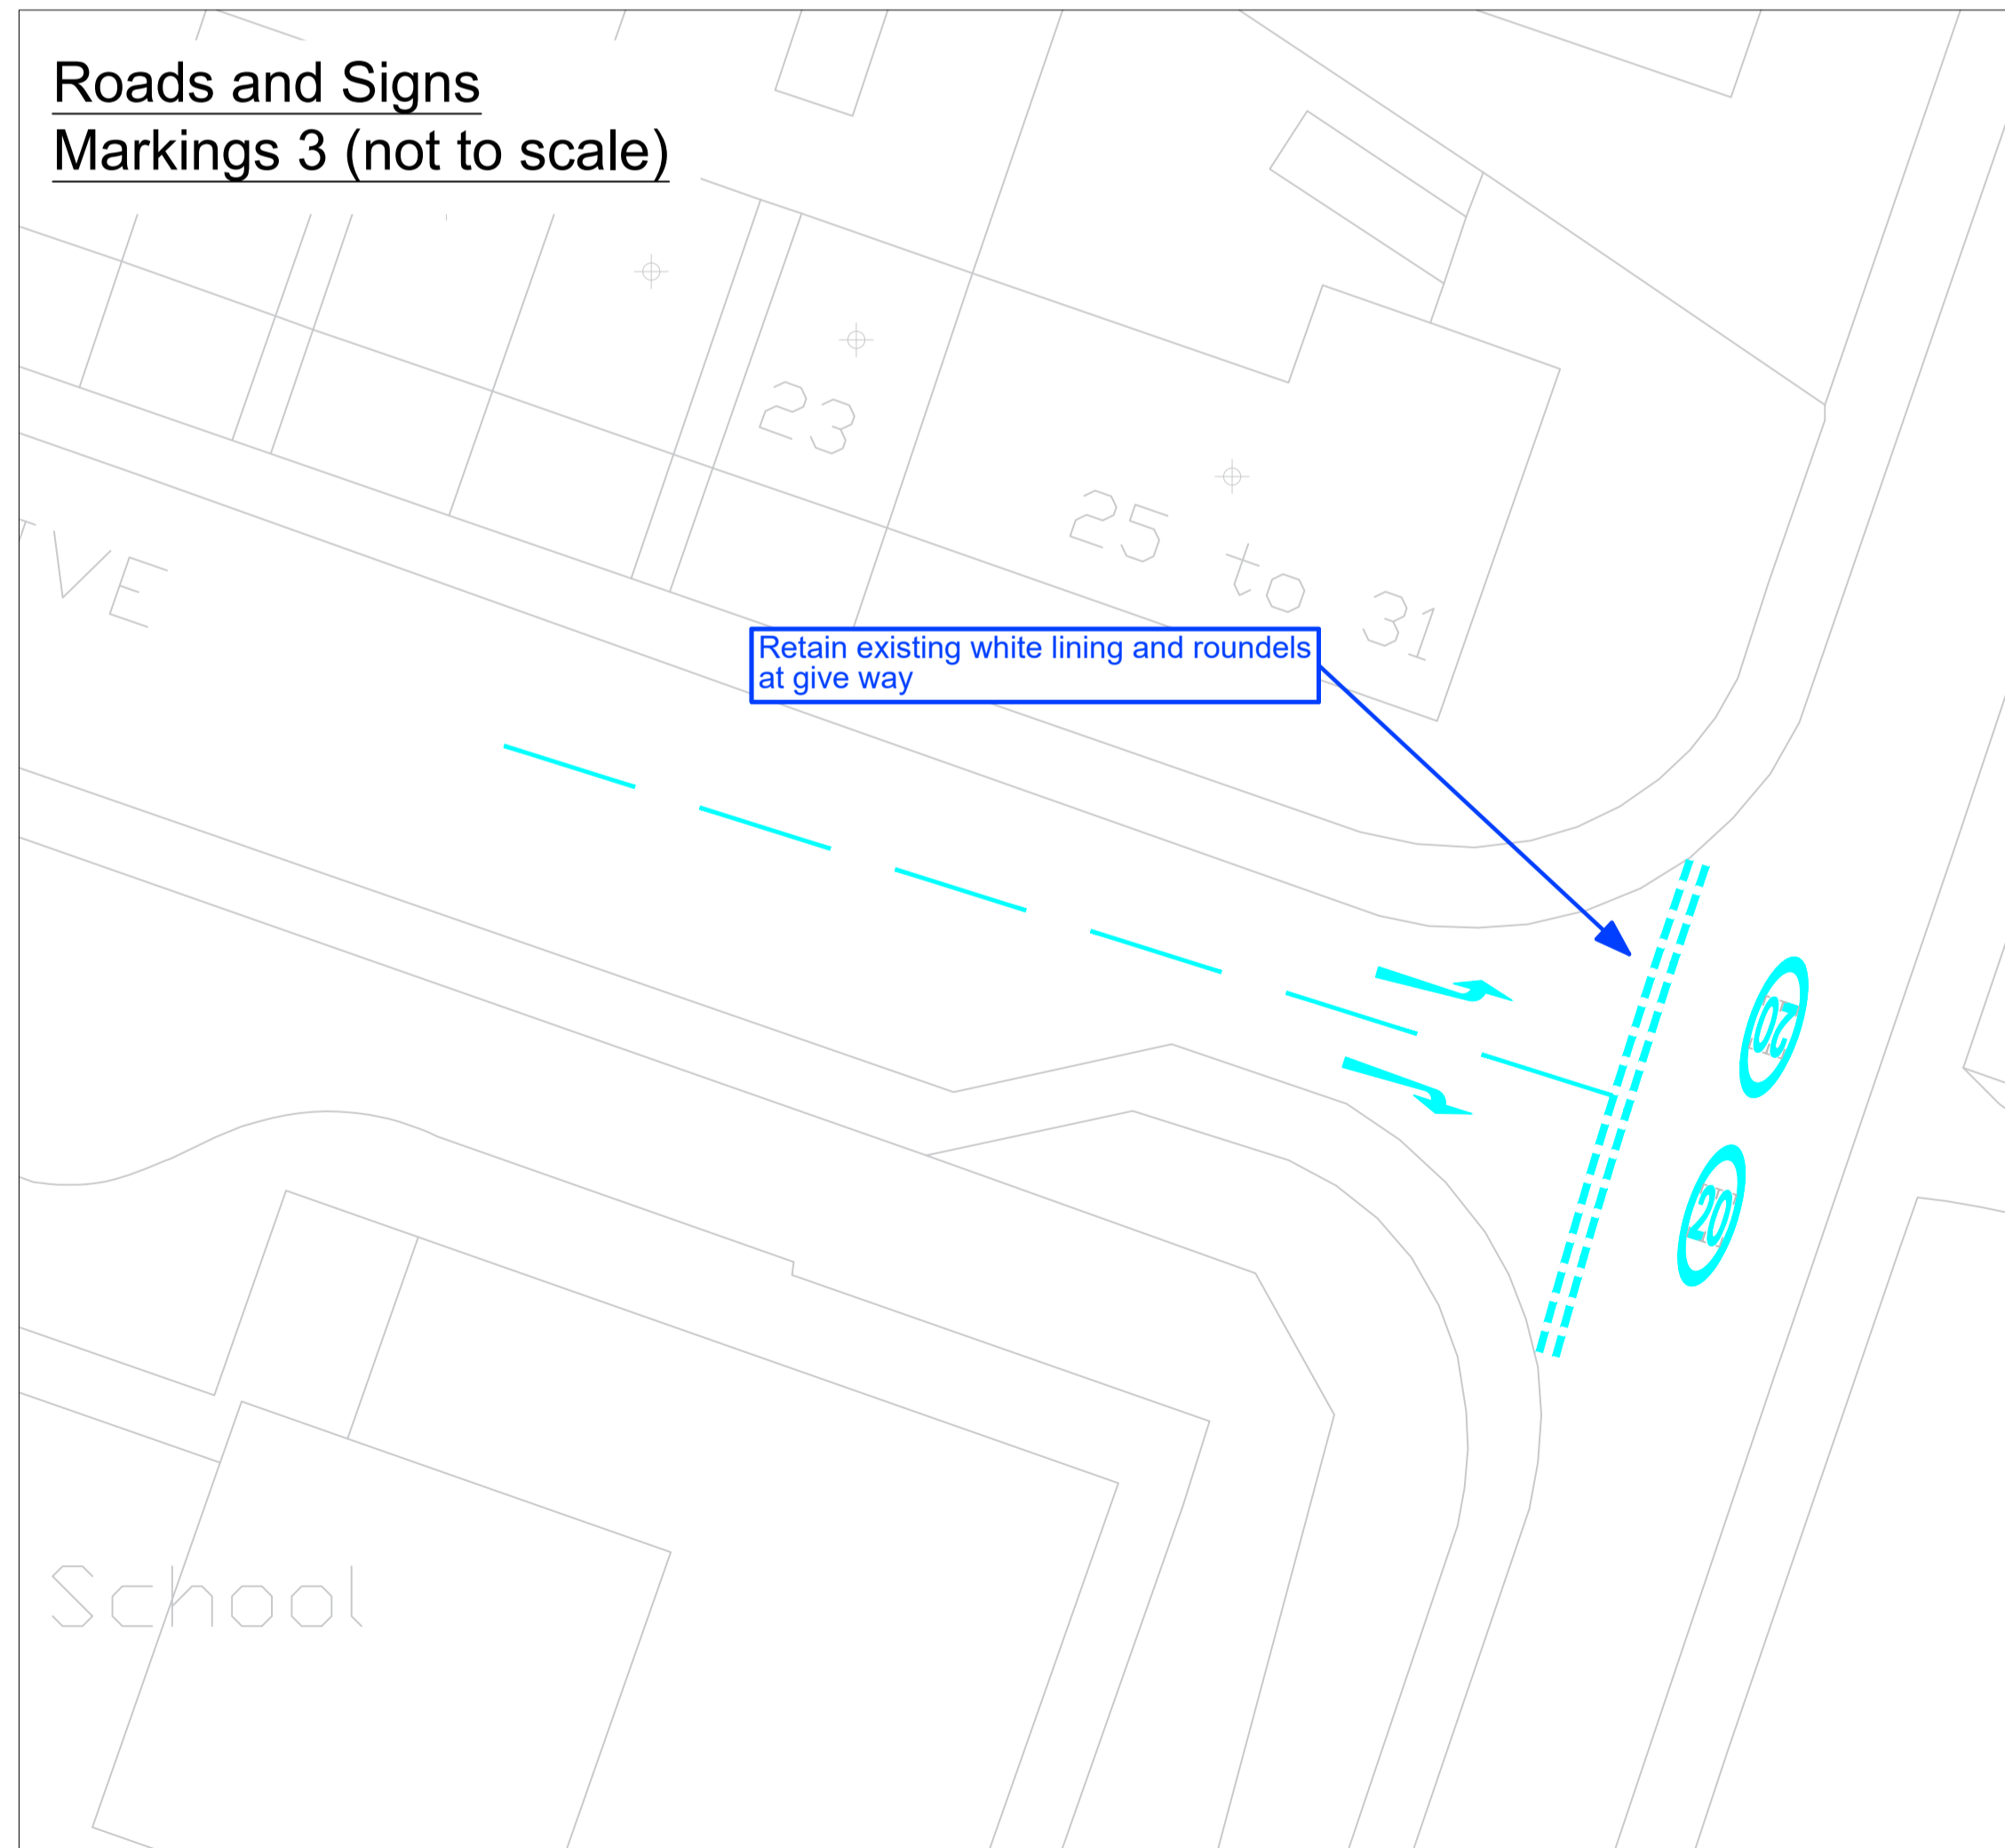 Roads and Signs
Markings 3 (not to scale)
23
25 to 31
VE
Retain existing white lining and roundels
at give way
20
20
School